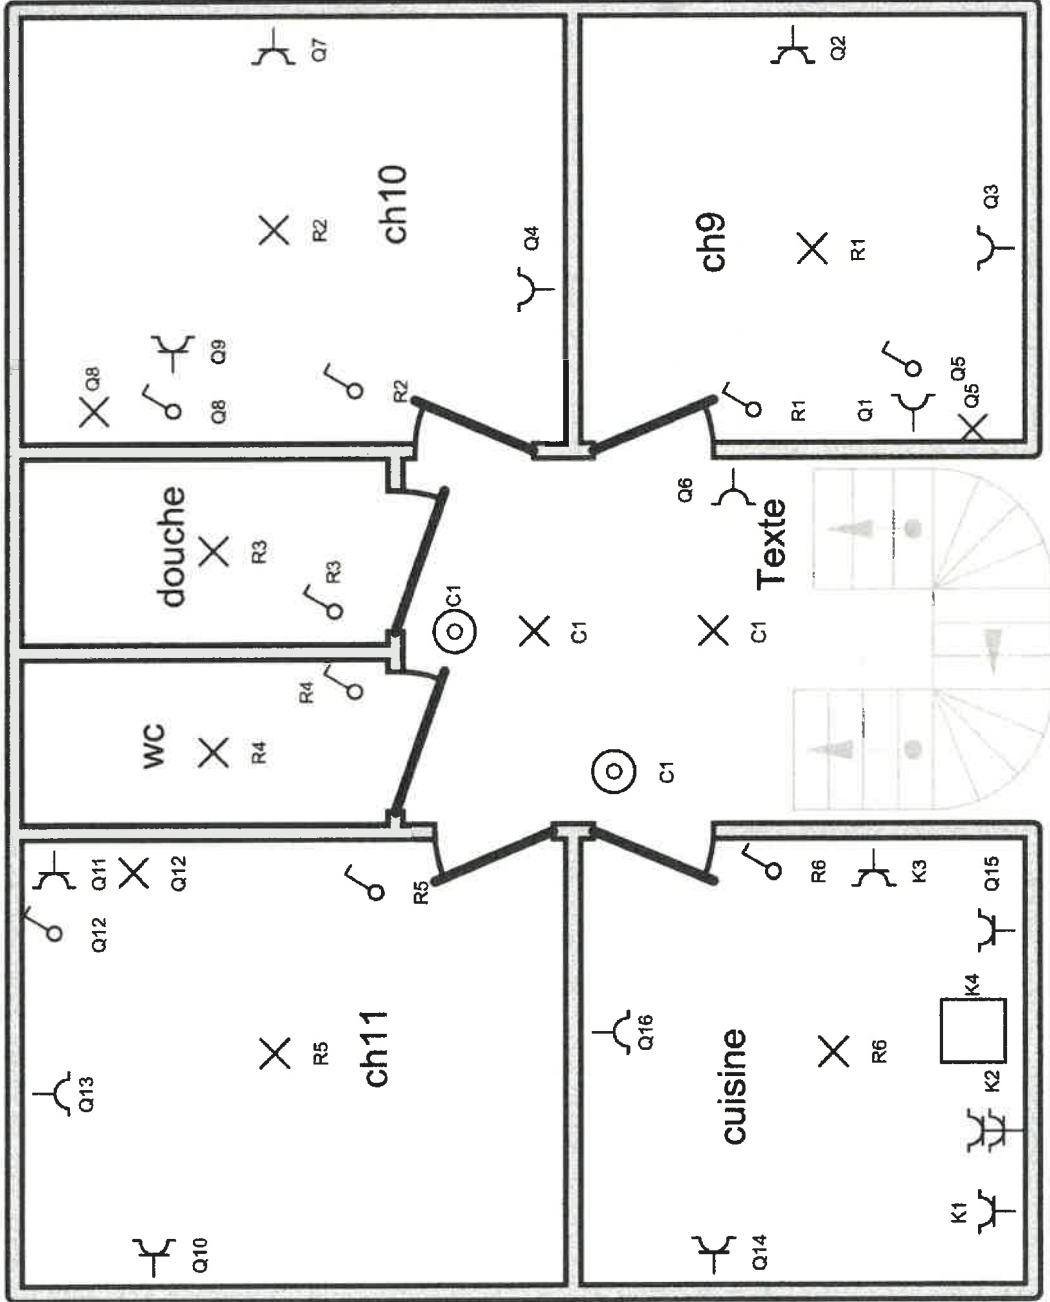 Q10
Q13
Q12
Q11
Q12
R5
ch11
R5
wc
R4
R4
douche
R3
R3
Q8
Q8
Q9
R2
R2
ch10
Q7
Q4
C1
C1
C1
C1
Q6
Texte
Q16
cuisine
R6
R6
K3
Q14
K1
K2
K4
Q15
ch9
R1
R1
Q1
Q5
Q5
Q2
Q3